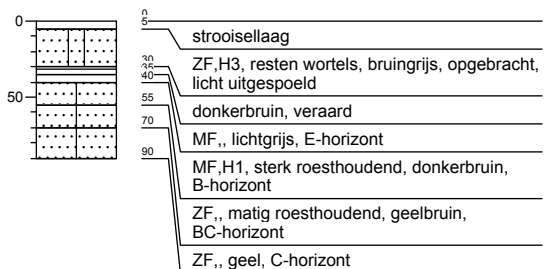 0
50
0
5
30
35
40
55
70
90
strooisellaag
ZF,H3, resten wortels, bruingrijs, opgebracht,
licht uitgespoeld
donkerbruin, veraard
MF,, lichtgrijs, E-horizont
MF,H1, sterk roesthoudend, donkerbruin,
B-horizont
ZF,, matig roesthoudend, geelbruin,
BC-horizont
ZF,, geel, C-horizont